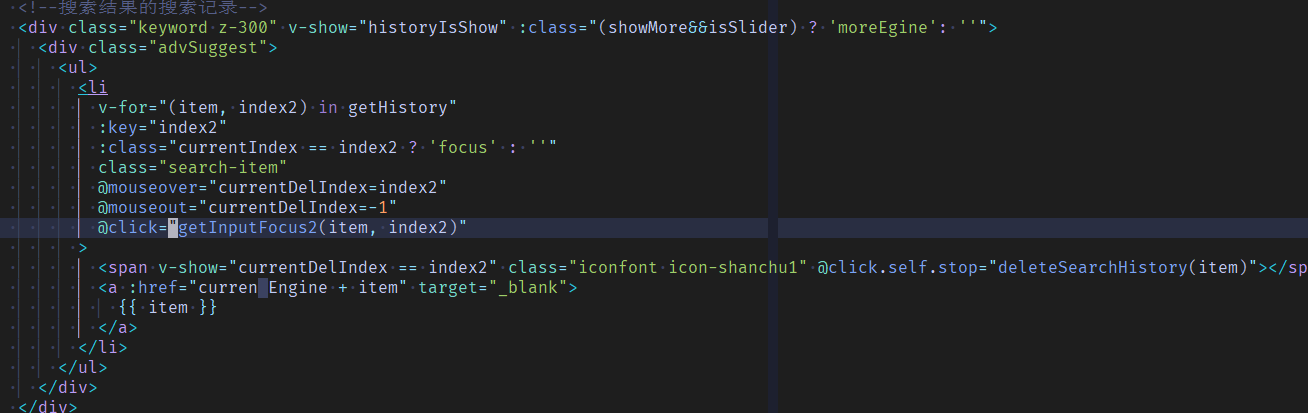 <!--搜索结果的搜索记录-->
<div class="keyword z-300" v-show="historyIsShow" :class="(showMore&&isSlider) ? 'moreEgine': ''">
<div class="advSuggest">
<ul>
<li
v-for="(item, index2) in getHistory"
:key="index2"
:class="currentIndex == index2 ? 'focus' : ''"
class="search-item"
@mouseover="currentDelIndex=index2"
@mouseout="currentDelIndex=-1"
@click="getInputFocus2(item, index2)"
>
<span v-show="currentDelIndex == index2" class="iconfont icon-shanchu1" @click.self.stop="deleteSearchHistory(item)"></sp
<a :href="curren Engine + item" target="_blank">
{{ item }}
</a>
</li>
</ul>
</div>
</div>